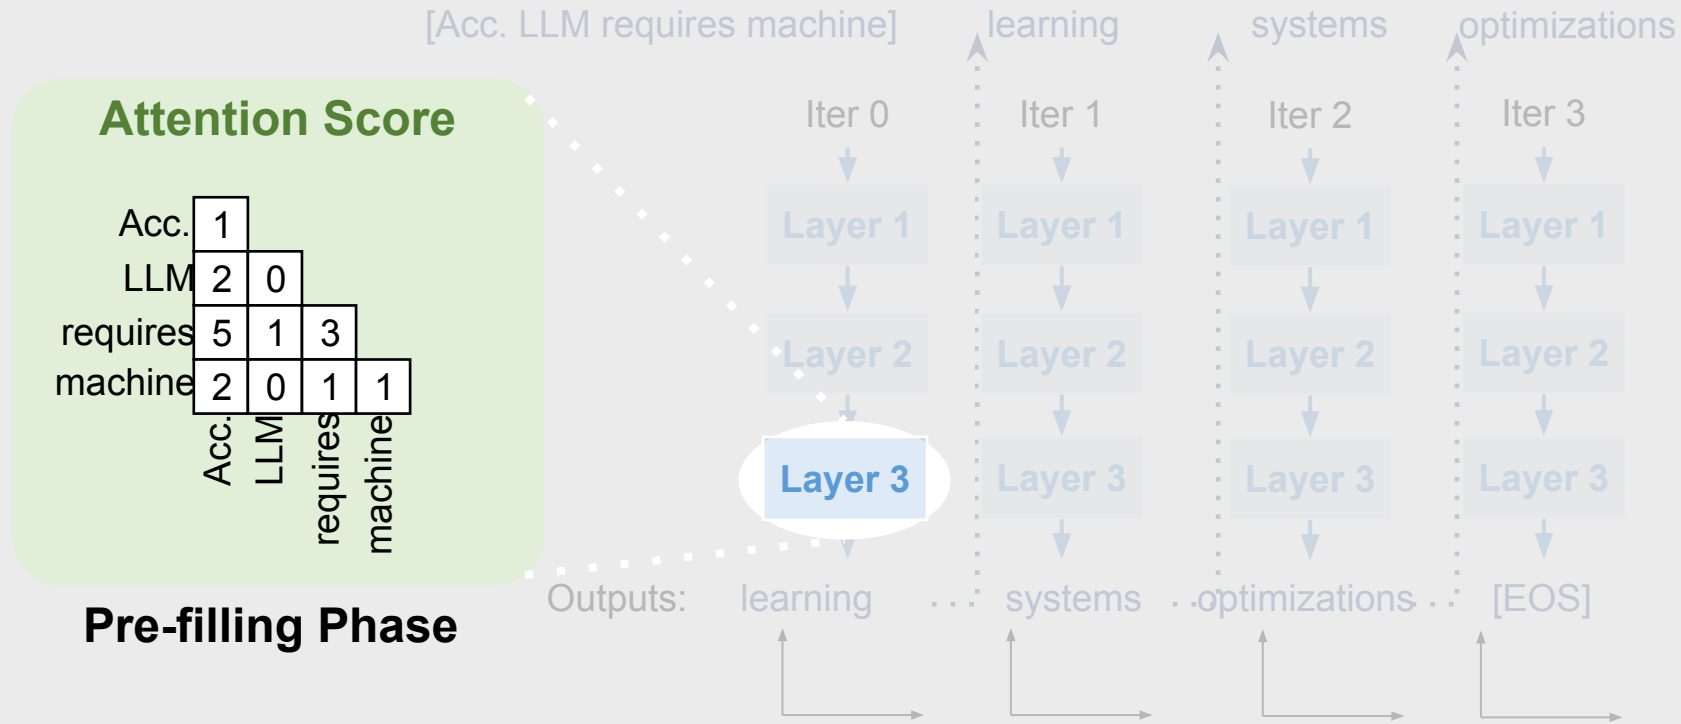 [Acc. LLM requires machine] learning systems optimizations
Attention Score
Iter 0 Iter 1 Iter 2 Iter 3
Acc. 1
LLM 2 0
requires 5 1 3
machine 2 0 1 1
Acc. LLM requires machine
Layer 1 Layer 1 Layer 1 Layer 1
Layer 2 Layer 2 Layer 2 Layer 2
Layer 3 Layer 3 Layer 3 Layer 3
Pre-filling Phase
Outputs: learning systems optimizations [EOS]